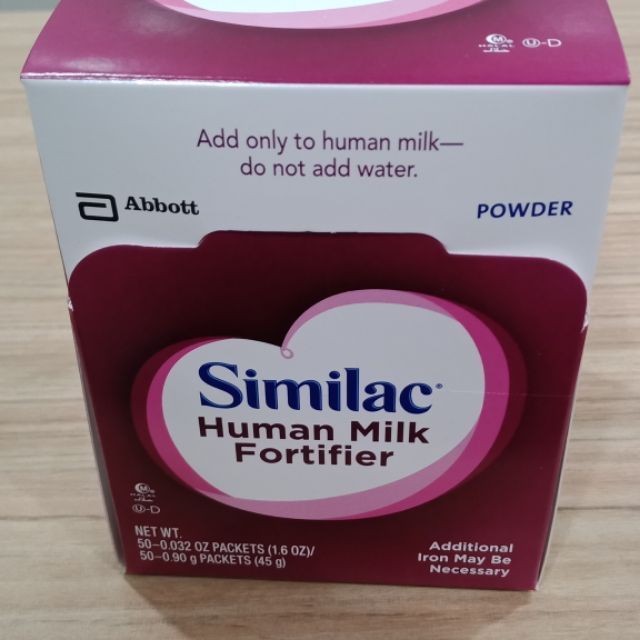 U-D
Add only to human milk—
do not add water.
Abbott
POWDER
Similac®
Human Milk
Fortifier
U-D
NET WT.
50-0.032 OZ PACKETS (1.6 OZ)/
50-0.90 g PACKETS (45 g)
Additional
Iron May Be
Necessary